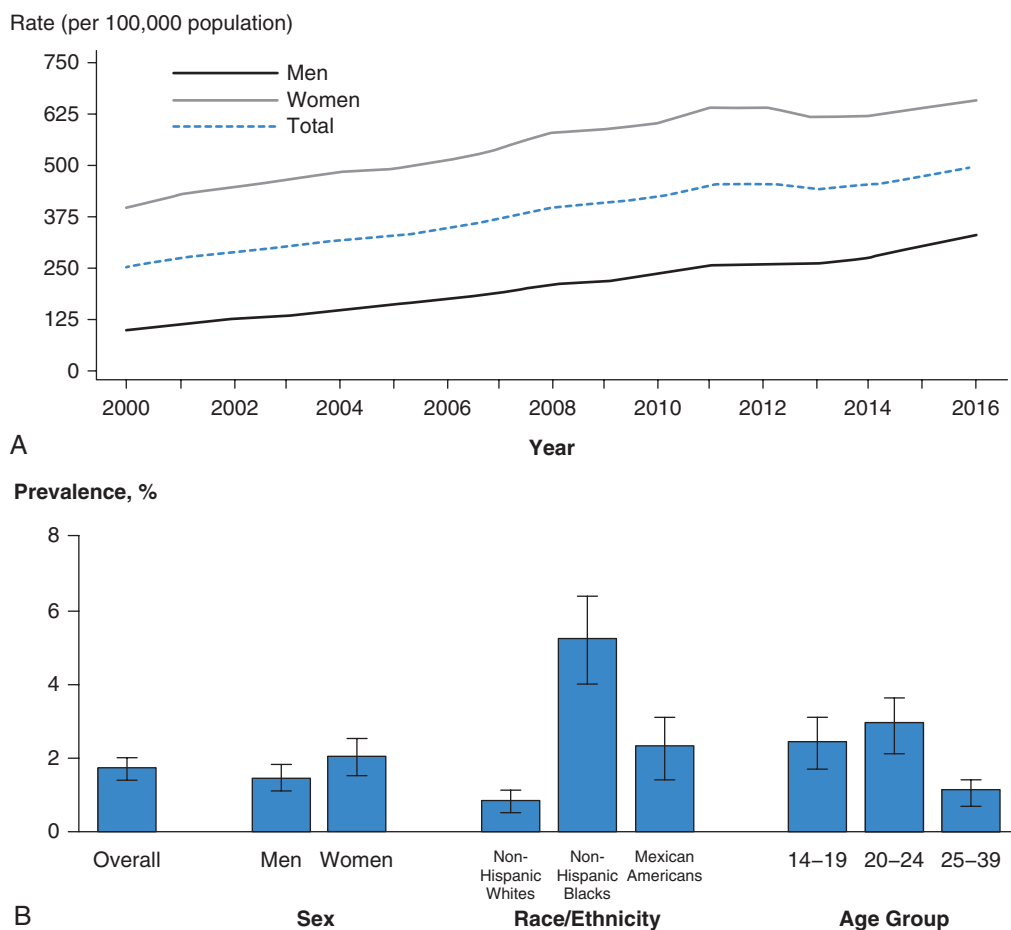 Rate (per 100,000 population)
750
625
500
375
250
125
0
Men
Women
Total
2000 2002 2004 2006 2008 2010 2012 2014 2016
A
Year
Prevalence, %
8
6
4
2
0
Overall Men Women Non-Hispanic Whites Non-Hispanic Blacks Mexican Americans 14–19 20–24 25–39
B
Sex Race/Ethnicity Age Group